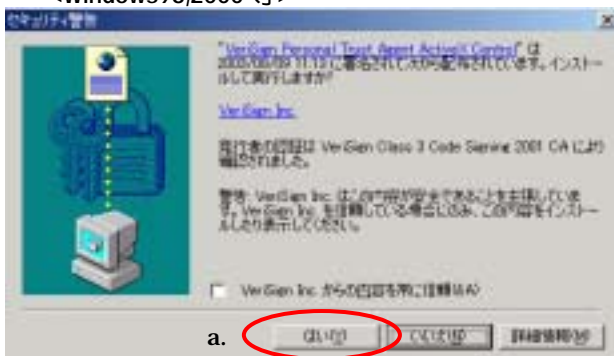 <Windows98/2000 他>
セキュリティ警告
"VeriSign Personal Trust Agent ActiveX Control" は
2002/08/09 11:13 に署名されて次から配布されています。インストー
ルして実行しますか?
VeriSign Inc.
発行者の認証は VeriSign Class 3 Code Signing 2001 CA により
確認されました。
警告: VeriSign Inc. はこの内容が安全であることを主張していま
す。VeriSign Inc. を信頼している場合にのみ、この内容をインストー
ルしたり表示してください。
VeriSign Inc. からの内容を常に信頼(A)
a.
はい(Y)
いいえ(N)
詳細情報(M)